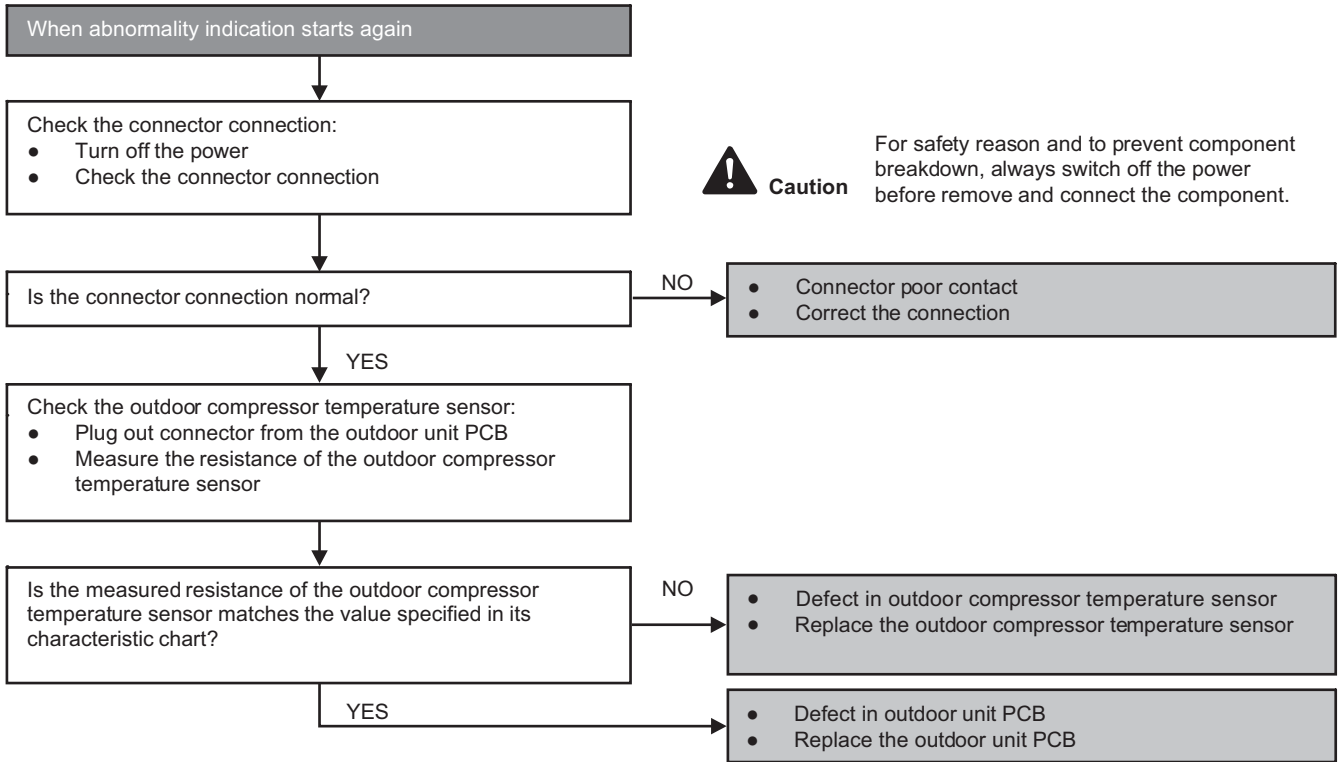 When abnormality indication starts again
Check the connector connection:
● Turn off the power
● Check the connector connection
Caution
For safety reason and to prevent component
breakdown, always switch off the power
before remove and connect the component.
Is the connector connection normal?
NO
● Connector poor contact
● Correct the connection
YES
Check the outdoor compressor temperature sensor:
● Plug out connector from the outdoor unit PCB
● Measure the resistance of the outdoor compressor
temperature sensor
Is the measured resistance of the outdoor compressor
temperature sensor matches the value specified in its
characteristic chart?
NO
● Defect in outdoor compressor temperature sensor
● Replace the outdoor compressor temperature sensor
YES
● Defect in outdoor unit PCB
● Replace the outdoor unit PCB